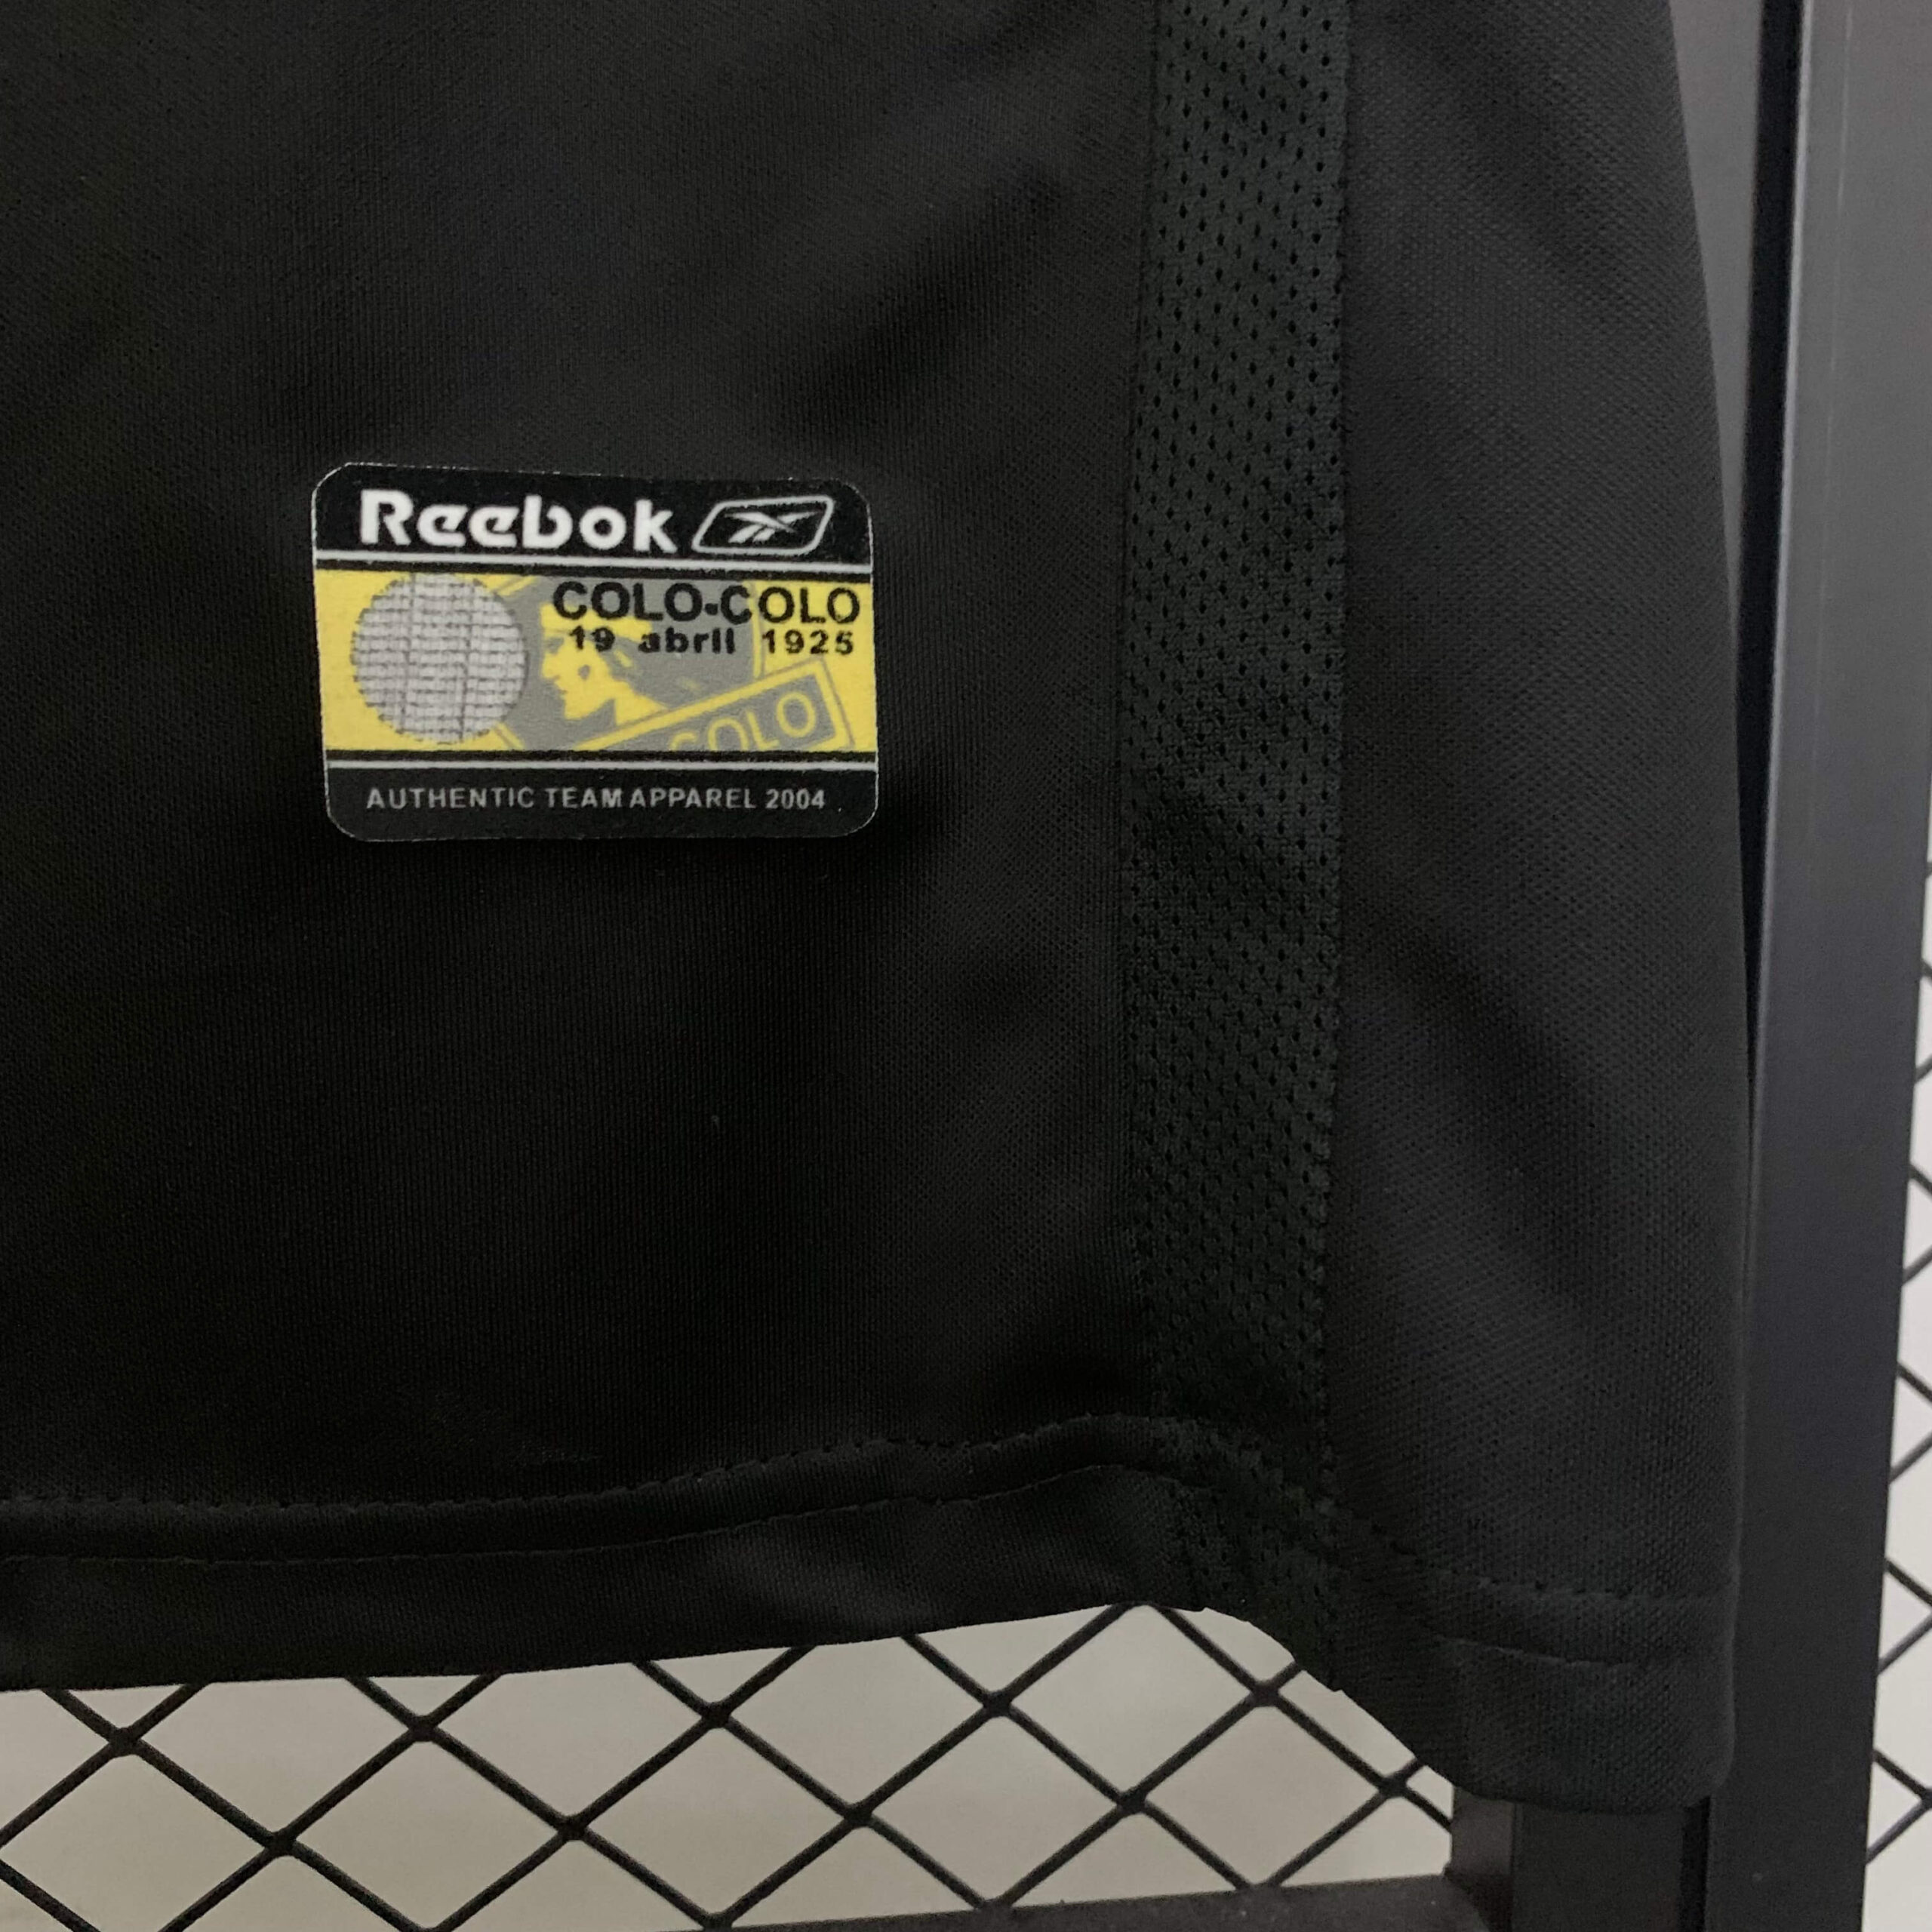 Reebok
COLO-COLO
19 abril 1925
COLO
AUTHENTIC TEAM APPAREL 2004